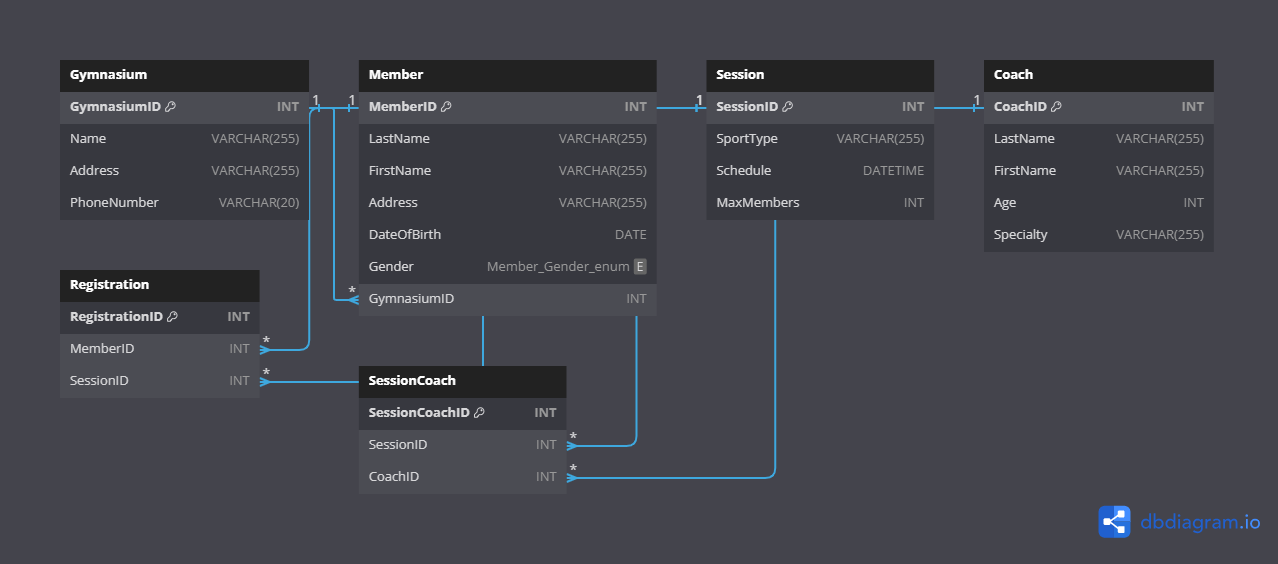 Gymnasium
GymnasiumID INT
Name VARCHAR(255)
Address VARCHAR(255)
PhoneNumber VARCHAR(20)
1
1
Member
MemberID INT
LastName VARCHAR(255)
FirstName VARCHAR(255)
Address VARCHAR(255)
DateOfBirth DATE
Gender Member_Gender_enum E
* GymnasiumID INT
1
Session
SessionID INT
SportType VARCHAR(255)
Schedule DATETIME
MaxMembers INT
1
Coach
CoachID INT
LastName VARCHAR(255)
FirstName VARCHAR(255)
Age INT
Specialty VARCHAR(255)
Registration
RegistrationID INT
MemberID INT *
SessionID INT *
SessionCoach
SessionCoachID INT
SessionID INT *
CoachID INT *
dbdiagram.io